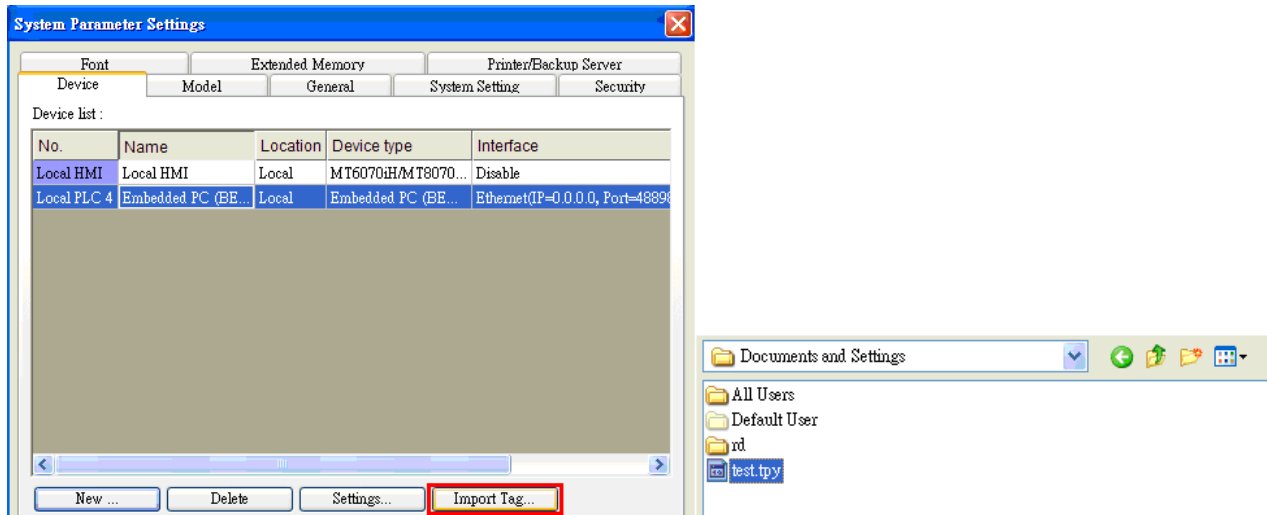 System Parameter Settings
Font Extended Memory Printer/Backup Server
Device Model General System Setting Security
Device list :
No. Name Location Device type Interface
Local HMI Local HMI Local MT6070iH/MT8070... Disable
Local PLC 4 Embedded PC (BE... Local Embedded PC (BE... Ethernet(IP=0.0.0.0, Port=48898
New ... Delete Settings... Import Tag...
Documents and Settings
All Users
Default User
rd
test.tpy